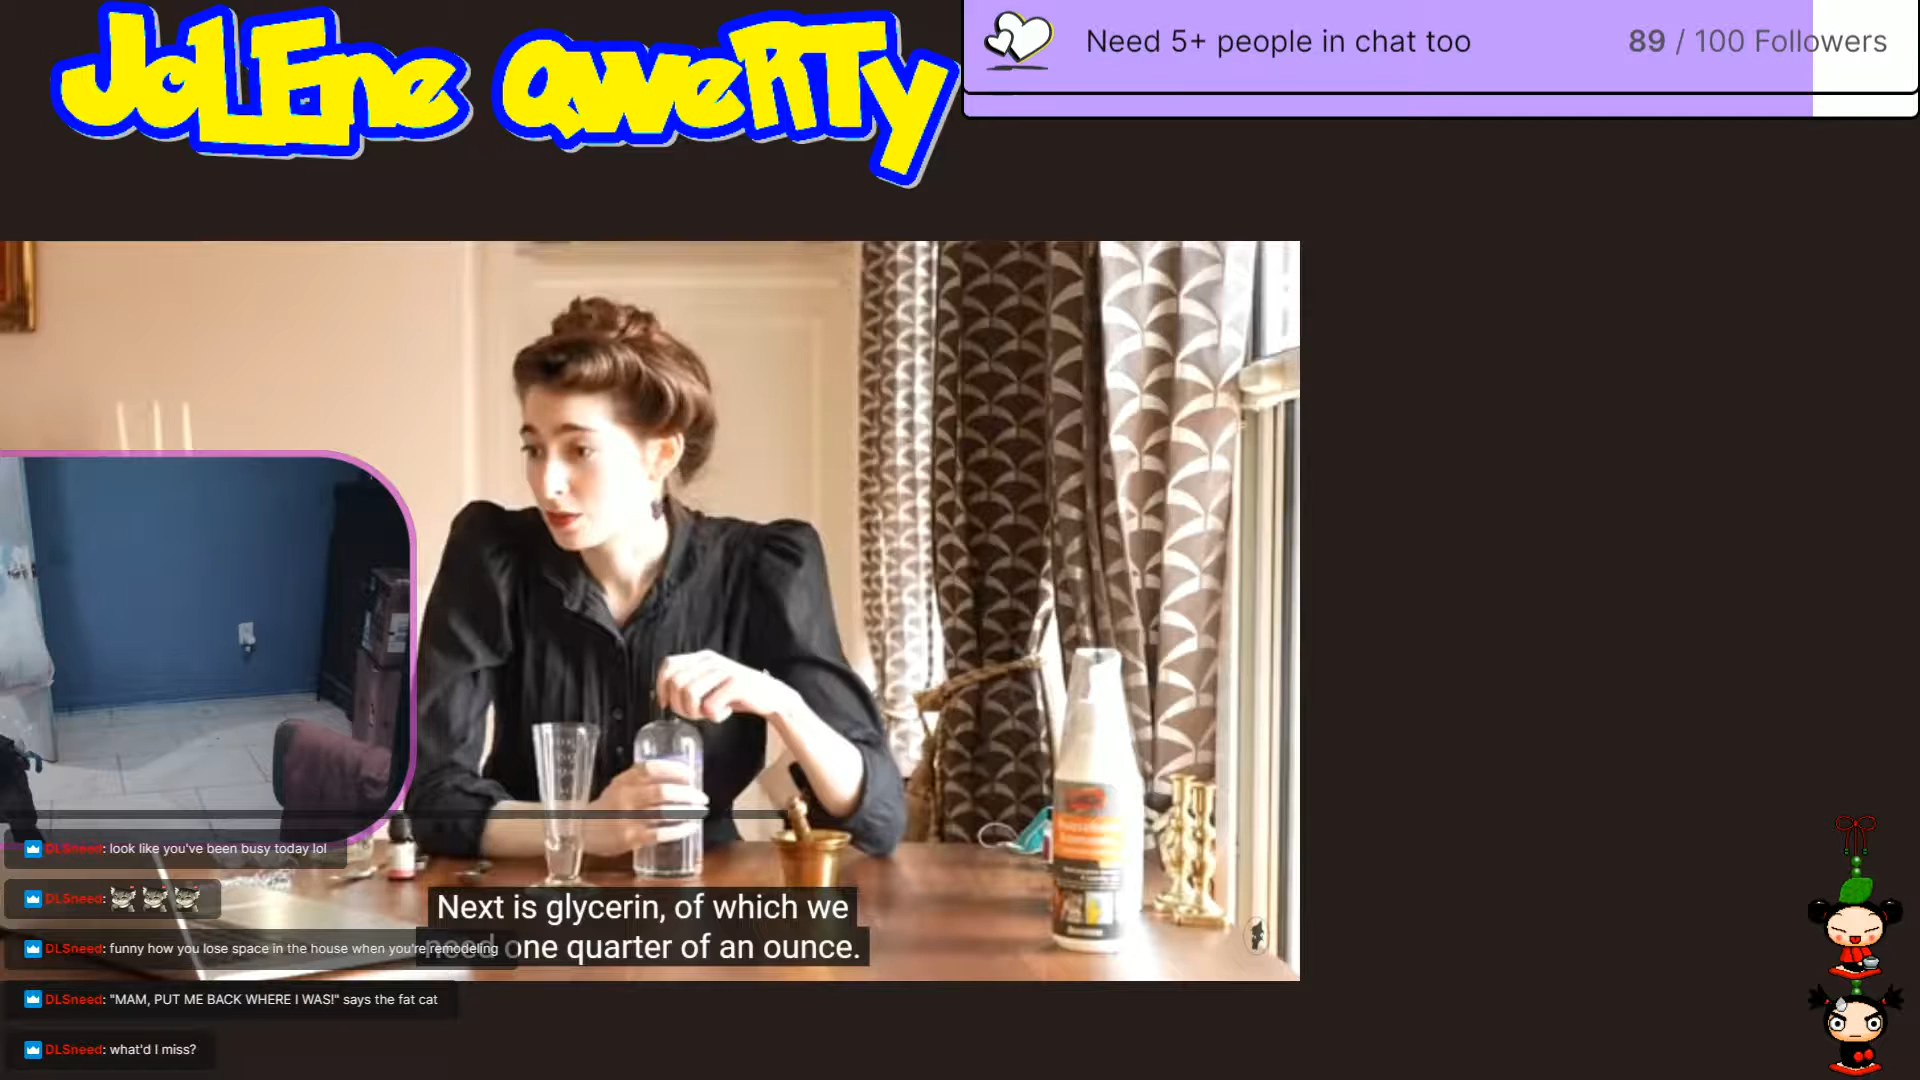 JoLEne QweRTy
Need 5+ people in chat too
89 / 100 Followers
DLSneed: look like you've been busy today lol
DLSneed:
Next is glycerin, of which we
need one quarter of an ounce.
DLSneed: funny how you lose space in the house when you're remodeling
DLSneed: "MAM, PUT ME BACK WHERE I WAS!" says the fat cat
DLSneed: what'd I miss?